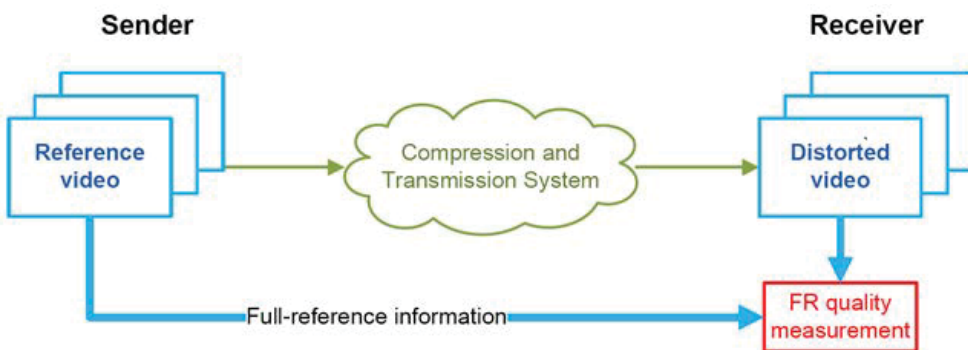 Sender
Receiver
Reference
video
Compression and
Transmission System
Distorted
video
Full-reference information
FR quality
measurement